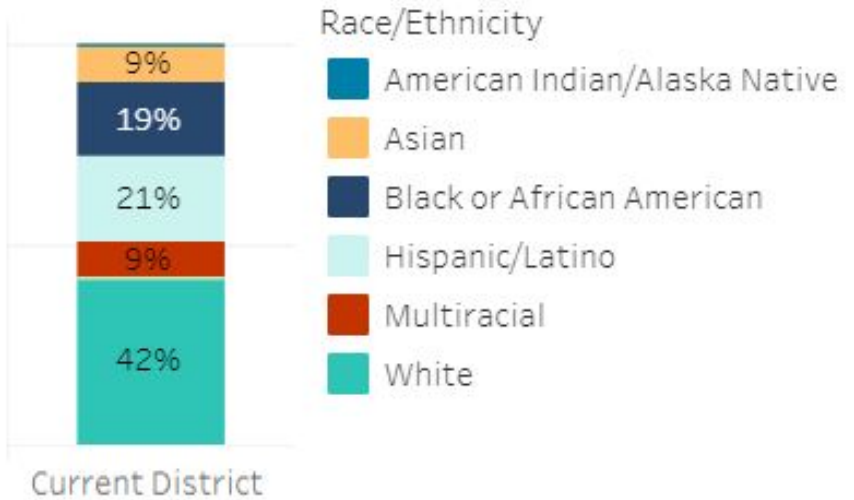 Race/Ethnicity
American Indian/Alaska Native
Asian
Black or African American
Hispanic/Latino
Multiracial
White
9%
19%
21%
9%
42%
Current District